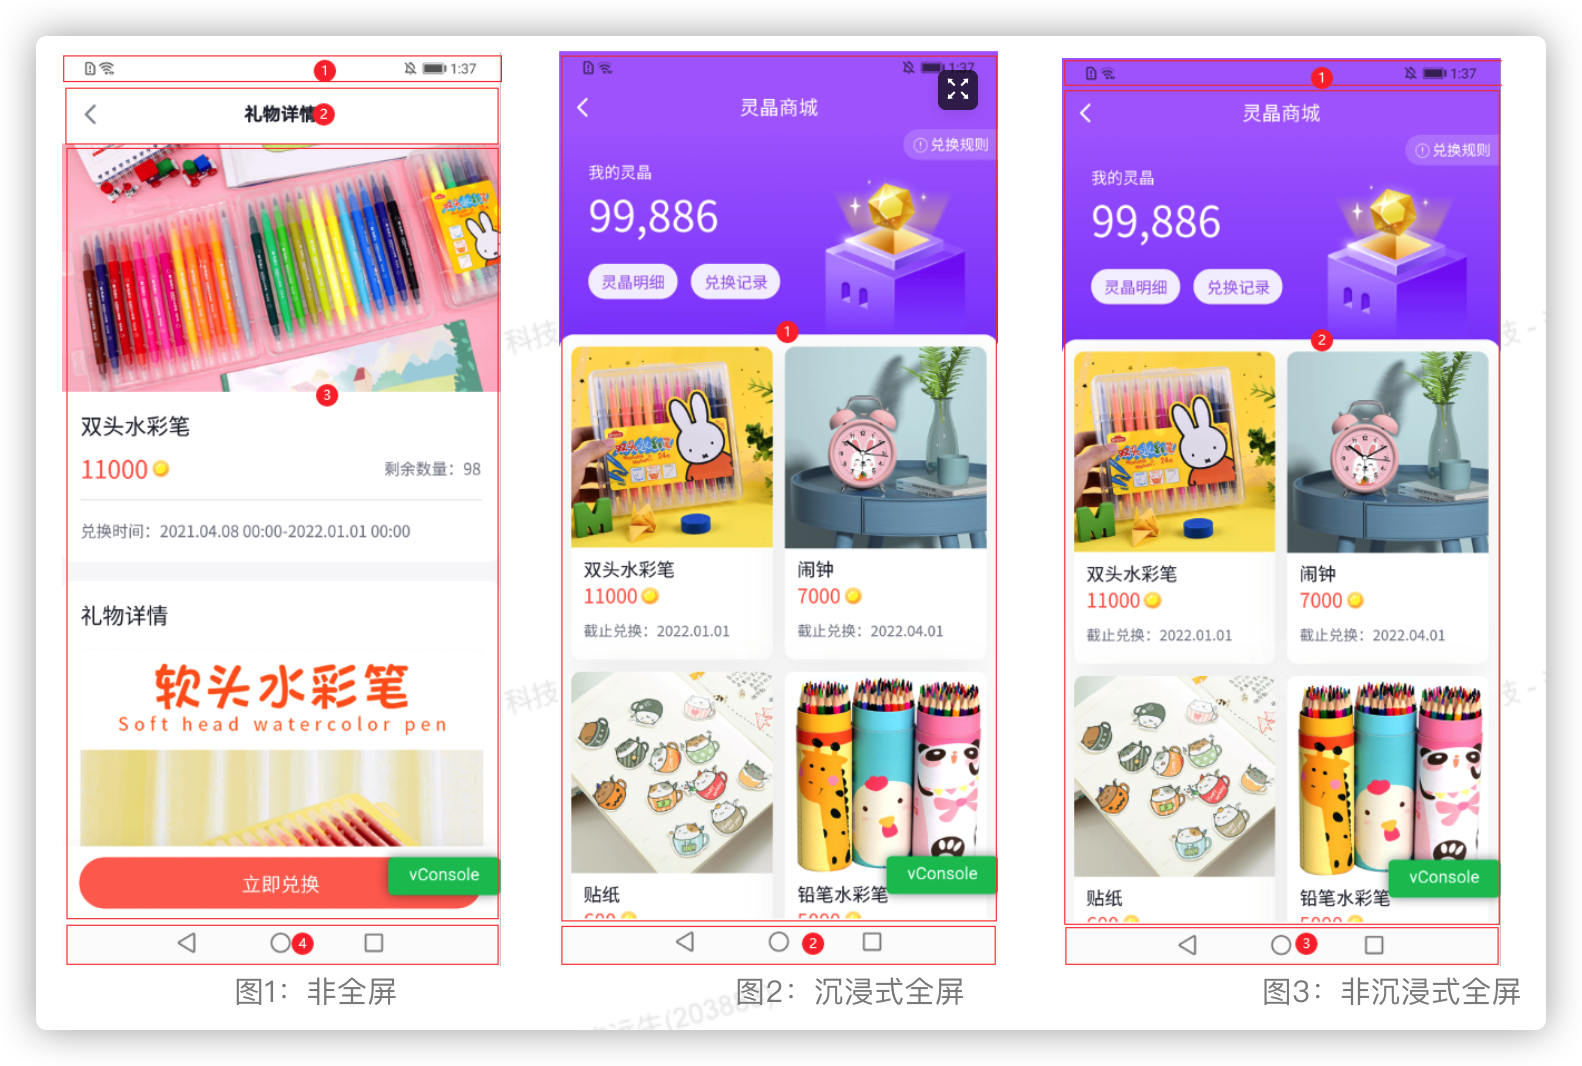 1:37
1
礼物详情
2
3
双头水彩笔
11000
剩余数量：98
兑换时间：2021.04.08 00:00-2022.01.01 00:00
礼物详情
软头水彩笔
Soft head watercolor pen
立即兑换
vConsole
4
图1：非全屏
1:37
灵晶商城
兑换规则
我的灵晶
99,886
灵晶明细
兑换记录
1
双头水彩笔
11000
截止兑换：2022.01.01
闹钟
7000
截止兑换：2022.04.01
贴纸
铅笔水彩笔
vConsole
2
图2：沉浸式全屏
1:37
1
灵晶商城
兑换规则
我的灵晶
99,886
灵晶明细
兑换记录
2
双头水彩笔
11000
截止兑换：2022.01.01
闹钟
7000
截止兑换：2022.04.01
贴纸
铅笔水彩笔
vConsole
3
图3：非沉浸式全屏
科技
科技